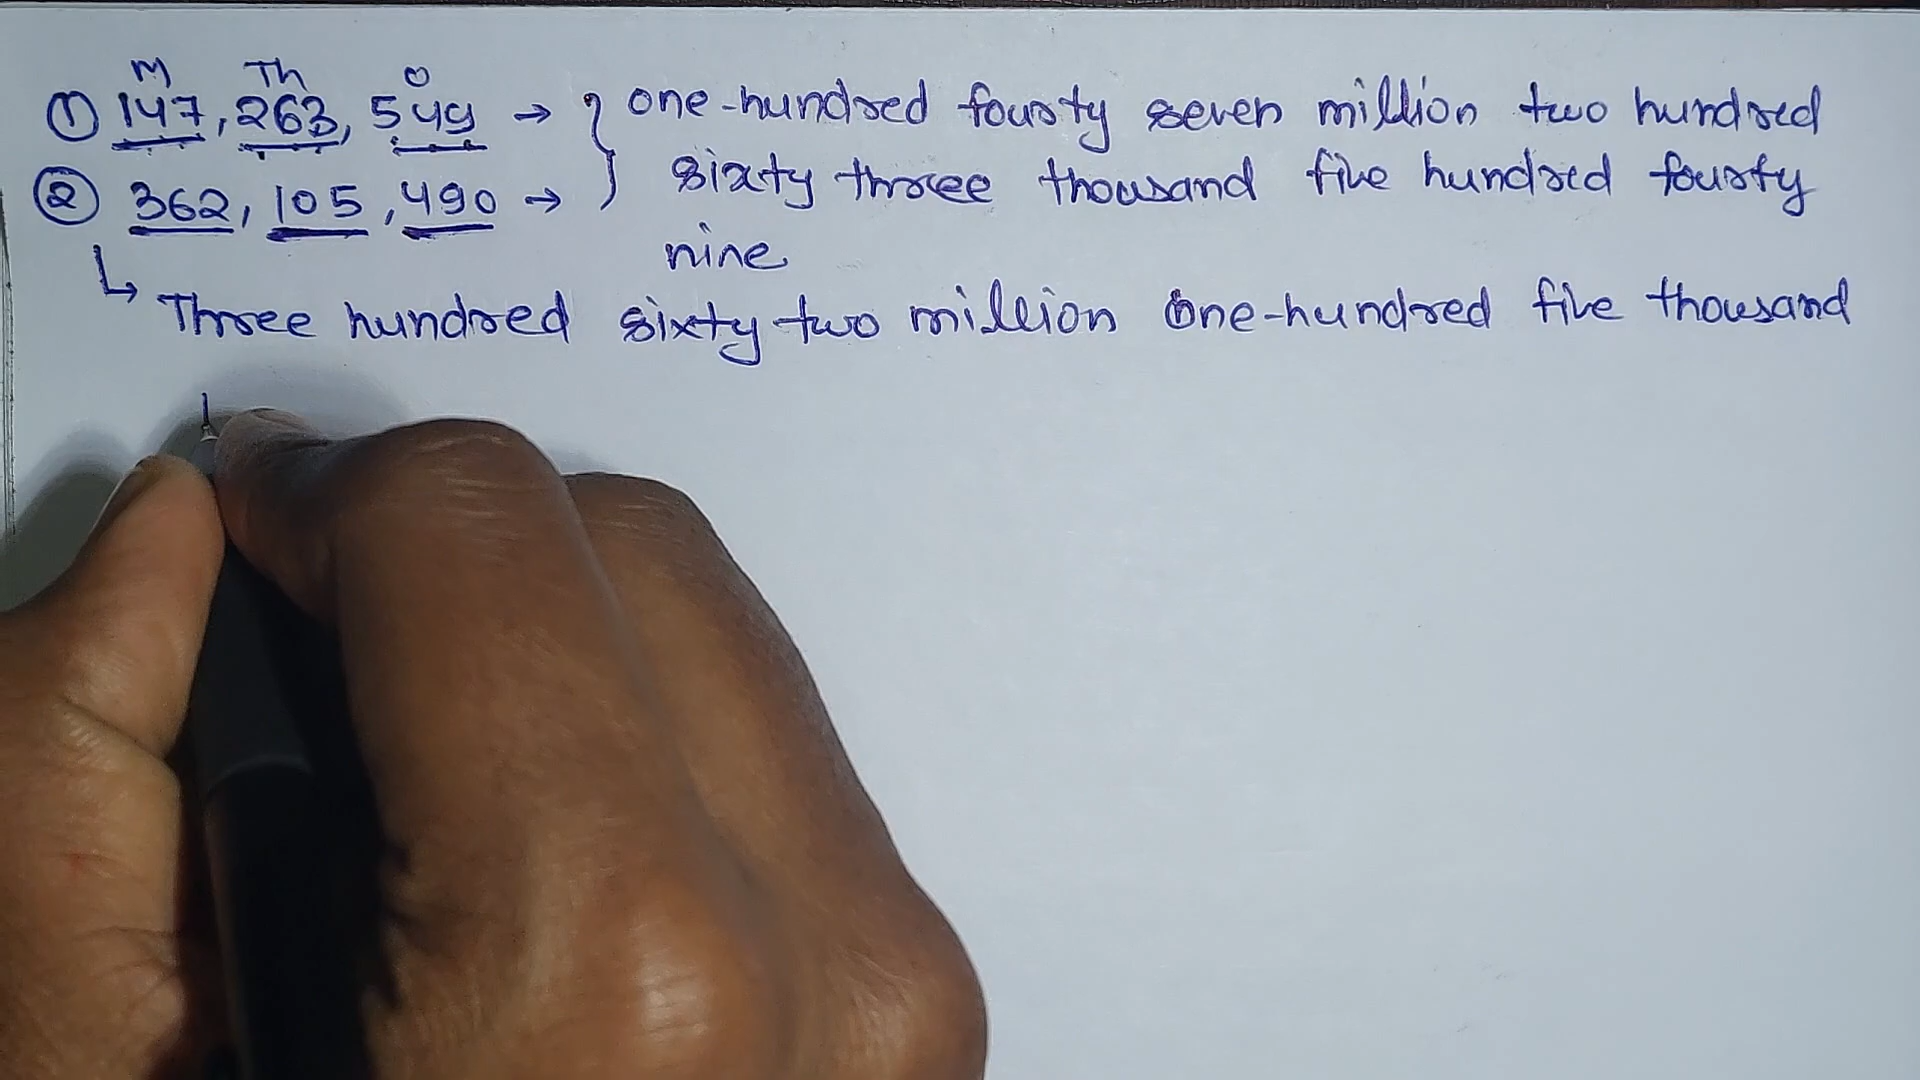 M Th O
① 147, 263, 549 → } one-hundred fourty seven million two hundred
② 362, 105, 490 → sixty three thousand five hundred fourty
nine
↳ Three hundred sixty two million One-hundred five thousand